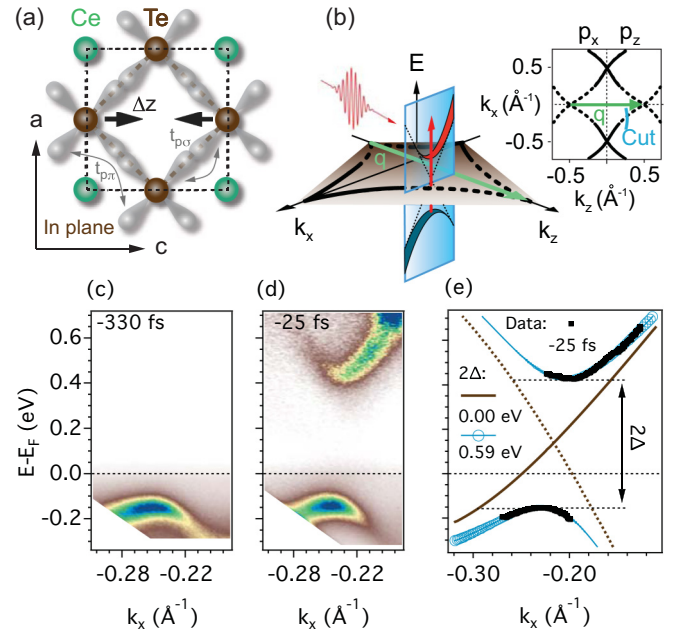 (a)
Ce
Te
Δz
a
t_pσ
t_pπ
In plane
c
(b)
E
q
k_x
k_z
p_x p_z
0.5
0.0
-0.5
k_x (Å⁻¹)
q
Cut
-0.5 0.5
k_z (Å⁻¹)
(c)
-330 fs
0.6
0.4
0.2
0.0
-0.2
E-E_F (eV)
-0.28 -0.22
k_x (Å⁻¹)
(d)
-25 fs
-0.28 -0.22
k_x (Å⁻¹)
(e)
Data: ▪
-25 fs
2Δ:
0.00 eV
0.59 eV
2Δ
-0.30 -0.20
k_x (Å⁻¹)